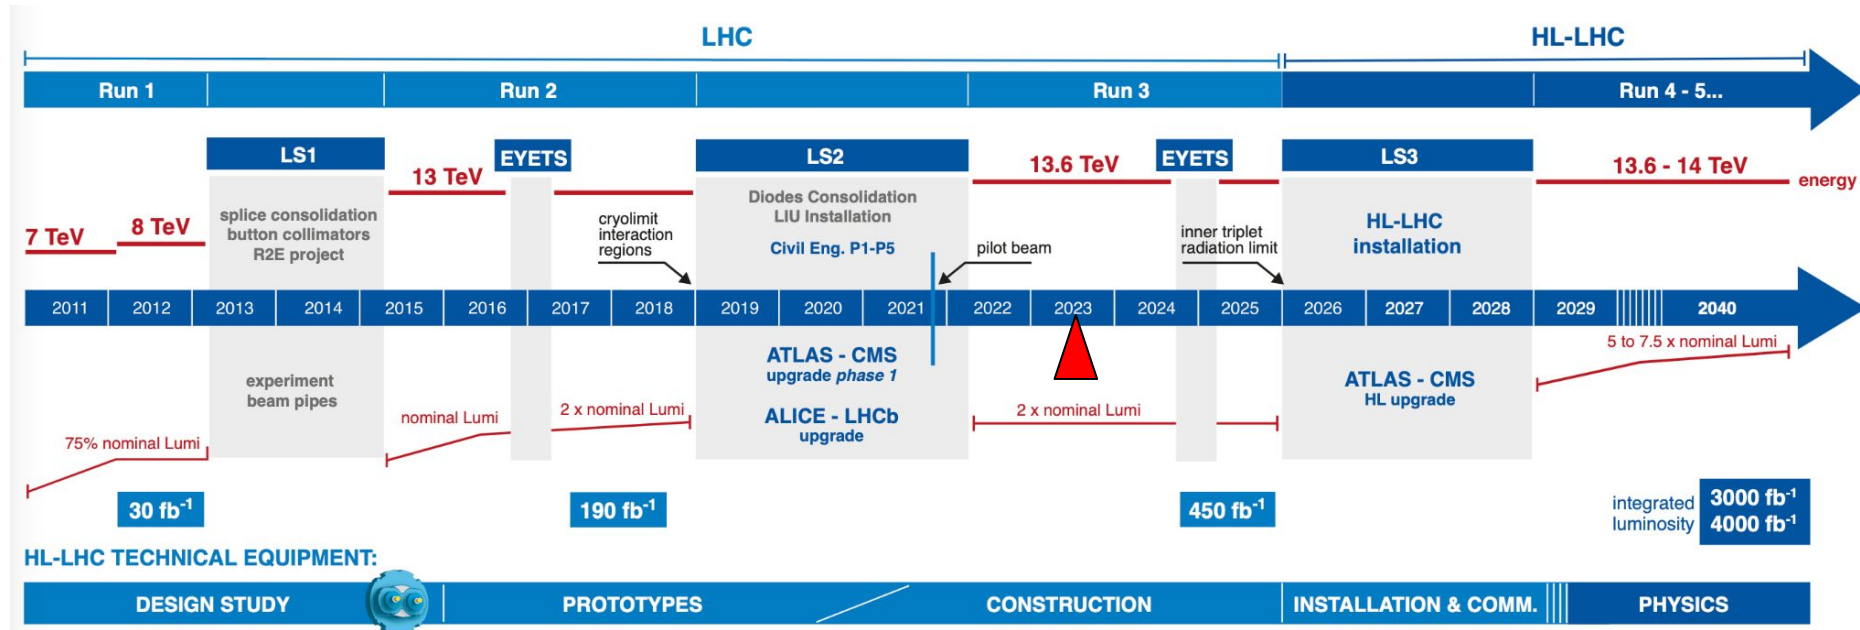 LHC
HL-LHC
Run 1
Run 2
Run 3
Run 4 - 5...
LS1
EYETS
LS2
EYETS
LS3
13 TeV
13.6 TeV
13.6 - 14 TeV
energy
7 TeV
8 TeV
splice consolidation
button collimators
R2E project
cryolimit
interaction
regions
Diodes Consolidation
LIU Installation
Civil Eng. P1-P5
pilot beam
inner triplet
radiation limit
HL-LHC
installation
2011
2012
2013
2014
2015
2016
2017
2018
2019
2020
2021
2022
2023
2024
2025
2026
2027
2028
2029
2040
5 to 7.5 x nominal Lumi
experiment
beam pipes
ATLAS - CMS
upgrade phase 1
ALICE - LHCb
upgrade
ATLAS - CMS
HL upgrade
75% nominal Lumi
nominal Lumi
2 x nominal Lumi
2 x nominal Lumi
30 fb-1
190 fb-1
450 fb-1
integrated
luminosity
3000 fb-1
4000 fb-1
HL-LHC TECHNICAL EQUIPMENT:
DESIGN STUDY
PROTOTYPES
CONSTRUCTION
INSTALLATION & COMM.
PHYSICS